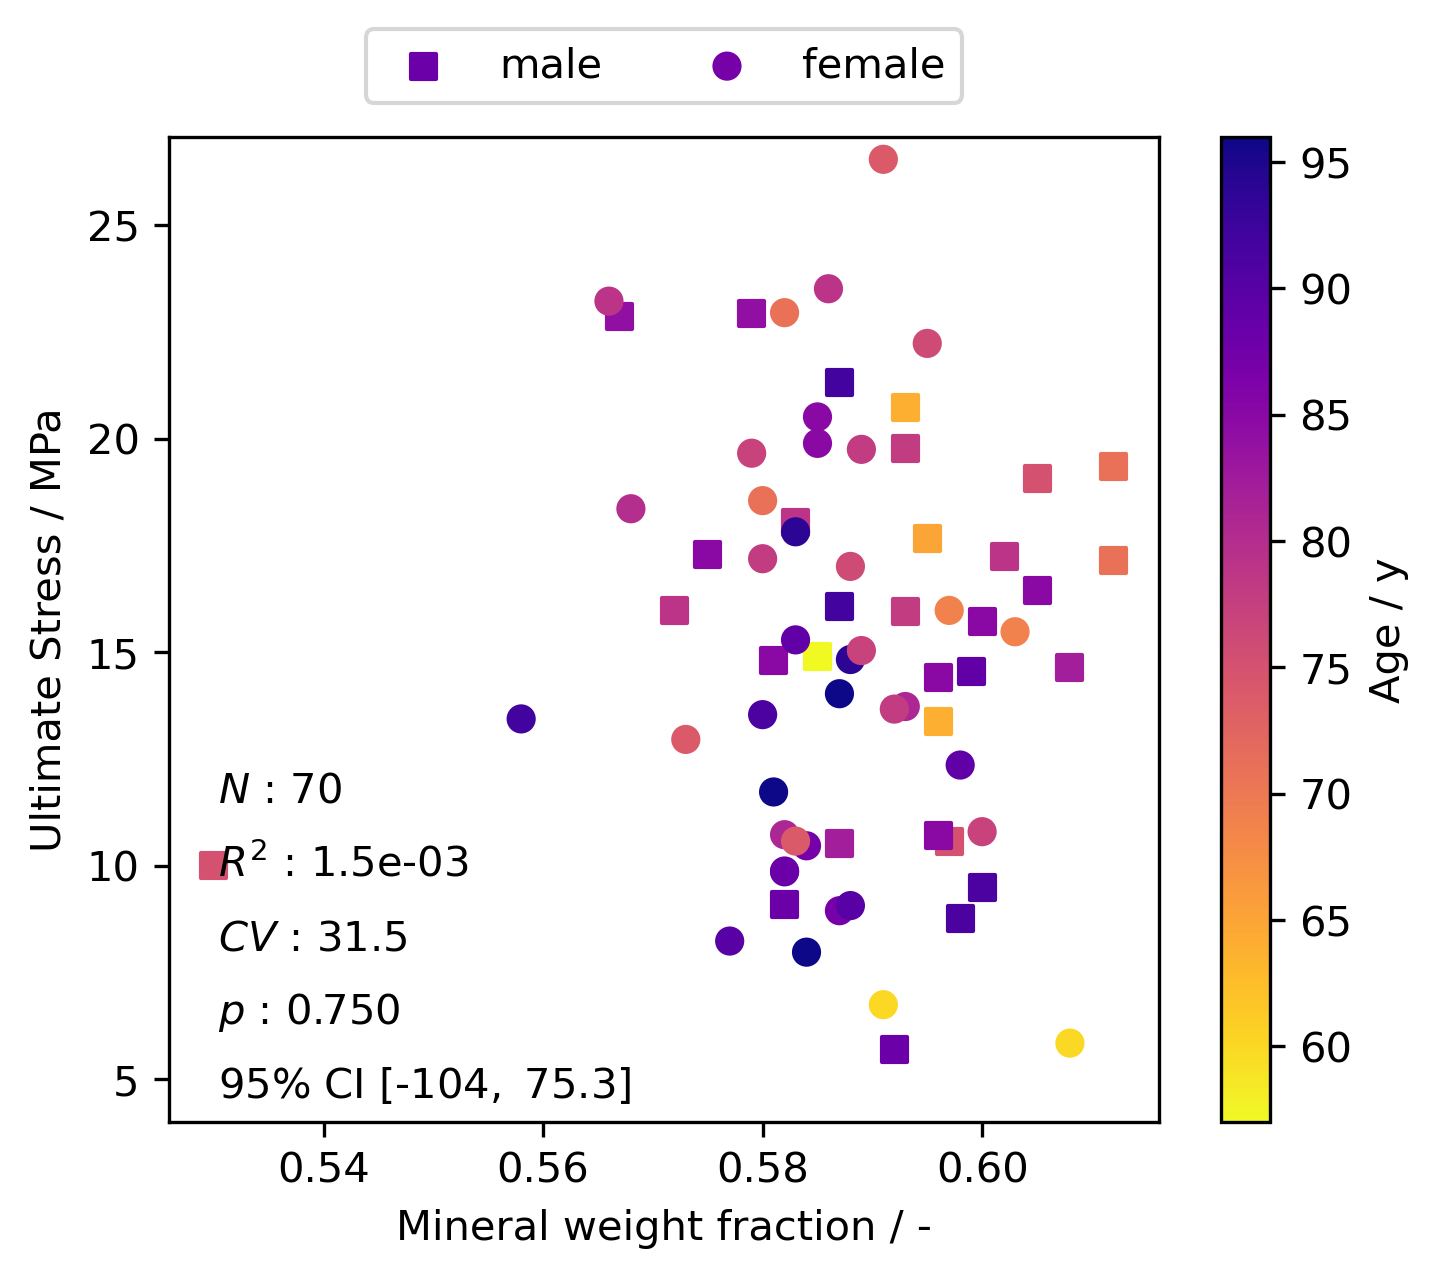 male female
25
20
15
10
5
Ultimate Stress / MPa
N : 70
R² : 1.5e-03
CV : 31.5
p : 0.750
95% CI [-104, 75.3]
0.54 0.56 0.58 0.60
Mineral weight fraction / -
95
90
85
80
75
70
65
60
Age / y